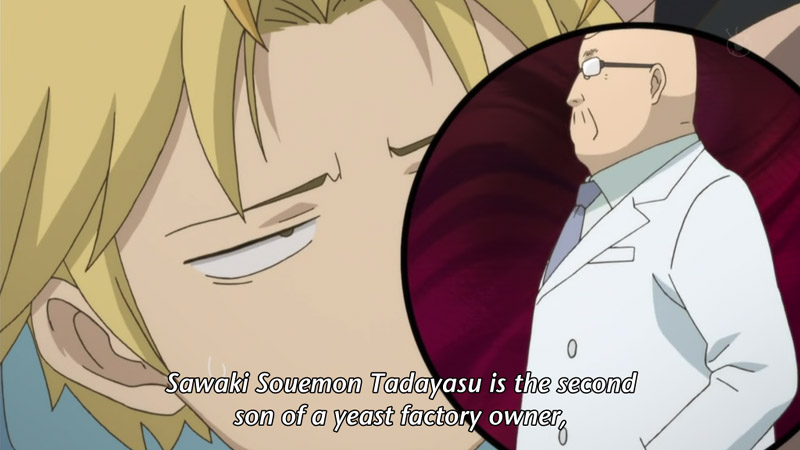 Sawaki Souemon Tadayasu is the second
son of a yeast factory owner,